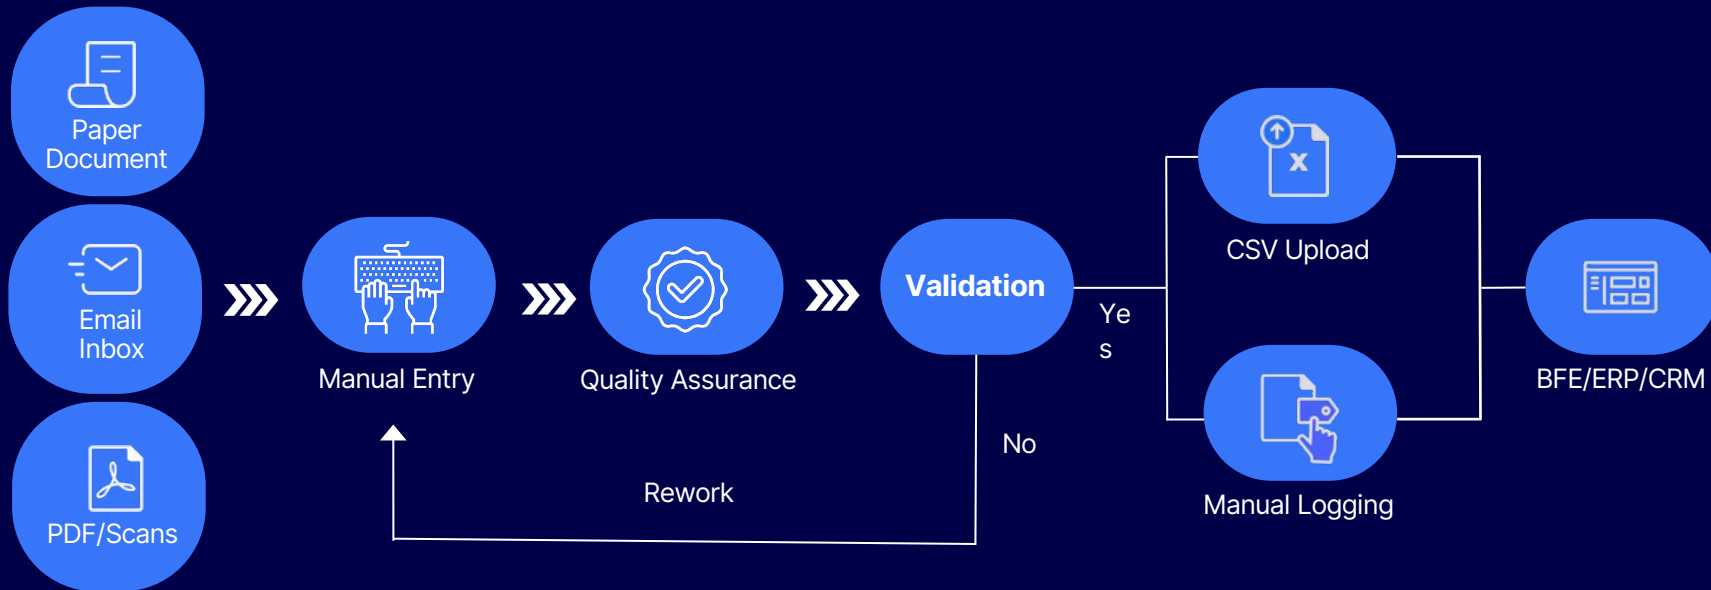 Paper
Document
Email
Inbox
PDF/Scans
Manual Entry
Quality Assurance
Validation
Ye
s
No
Rework
X
CSV Upload
Manual Logging
BFE/ERP/CRM